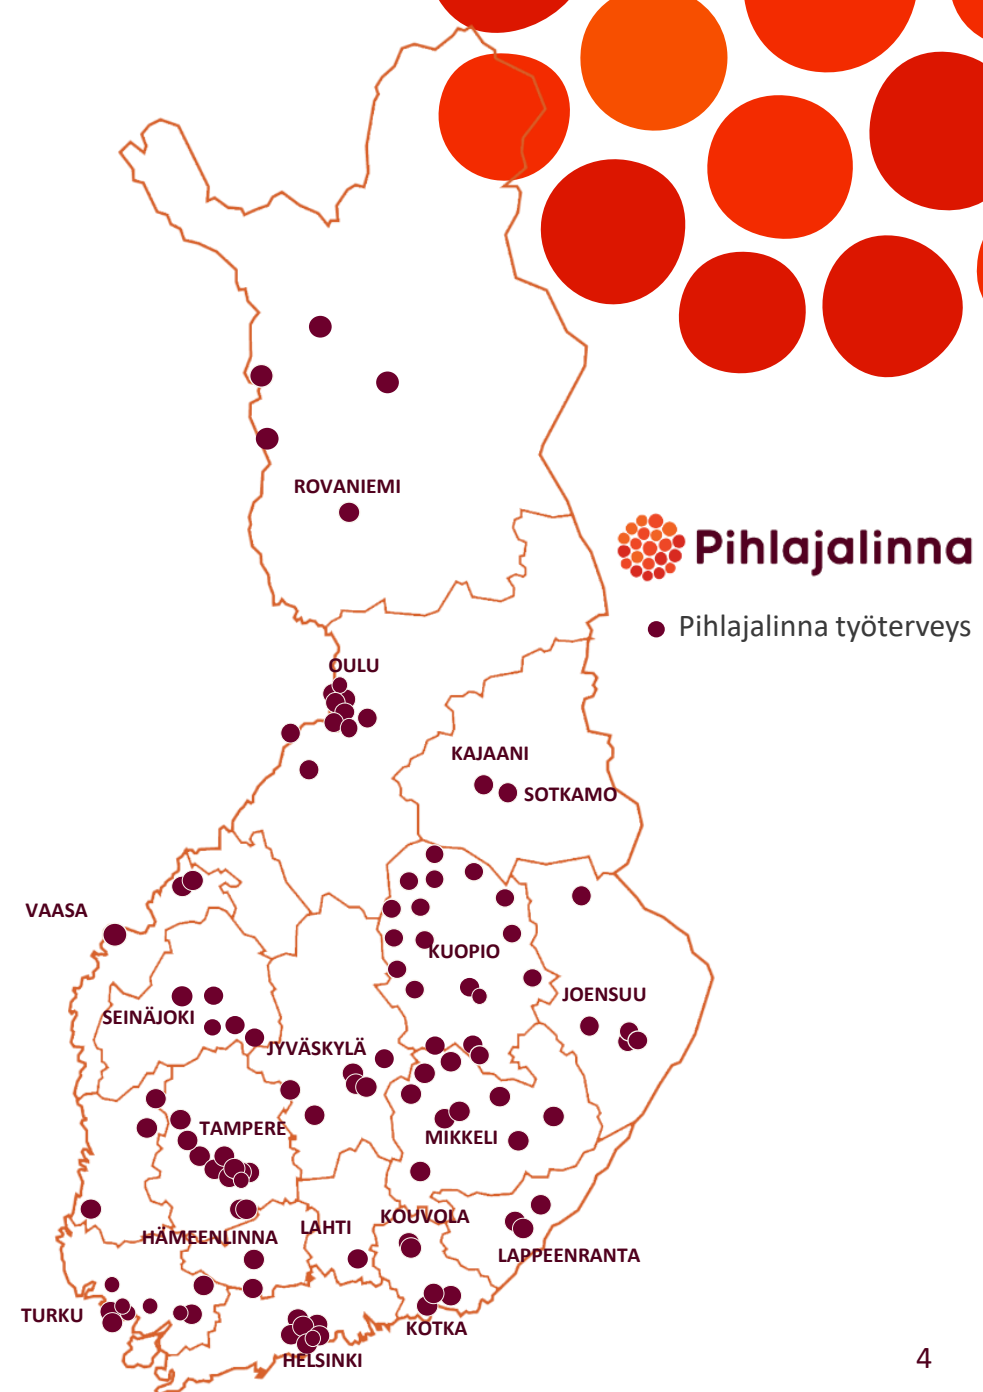 ROVANIEMI
Pihlajalinna
Pihlajalinna työterveys
OULU
KAJAANI
SOTKAMO
VAASA
KUOPIO
JOENSUU
SEINÄJOKI
JYVÄSKYLÄ
TAMPERE
MIKKELI
KOUVOLA
LAHTI
HÄMEENLINNA
LAPPEENRANTA
TURKU
KOTKA
HELSINKI
4